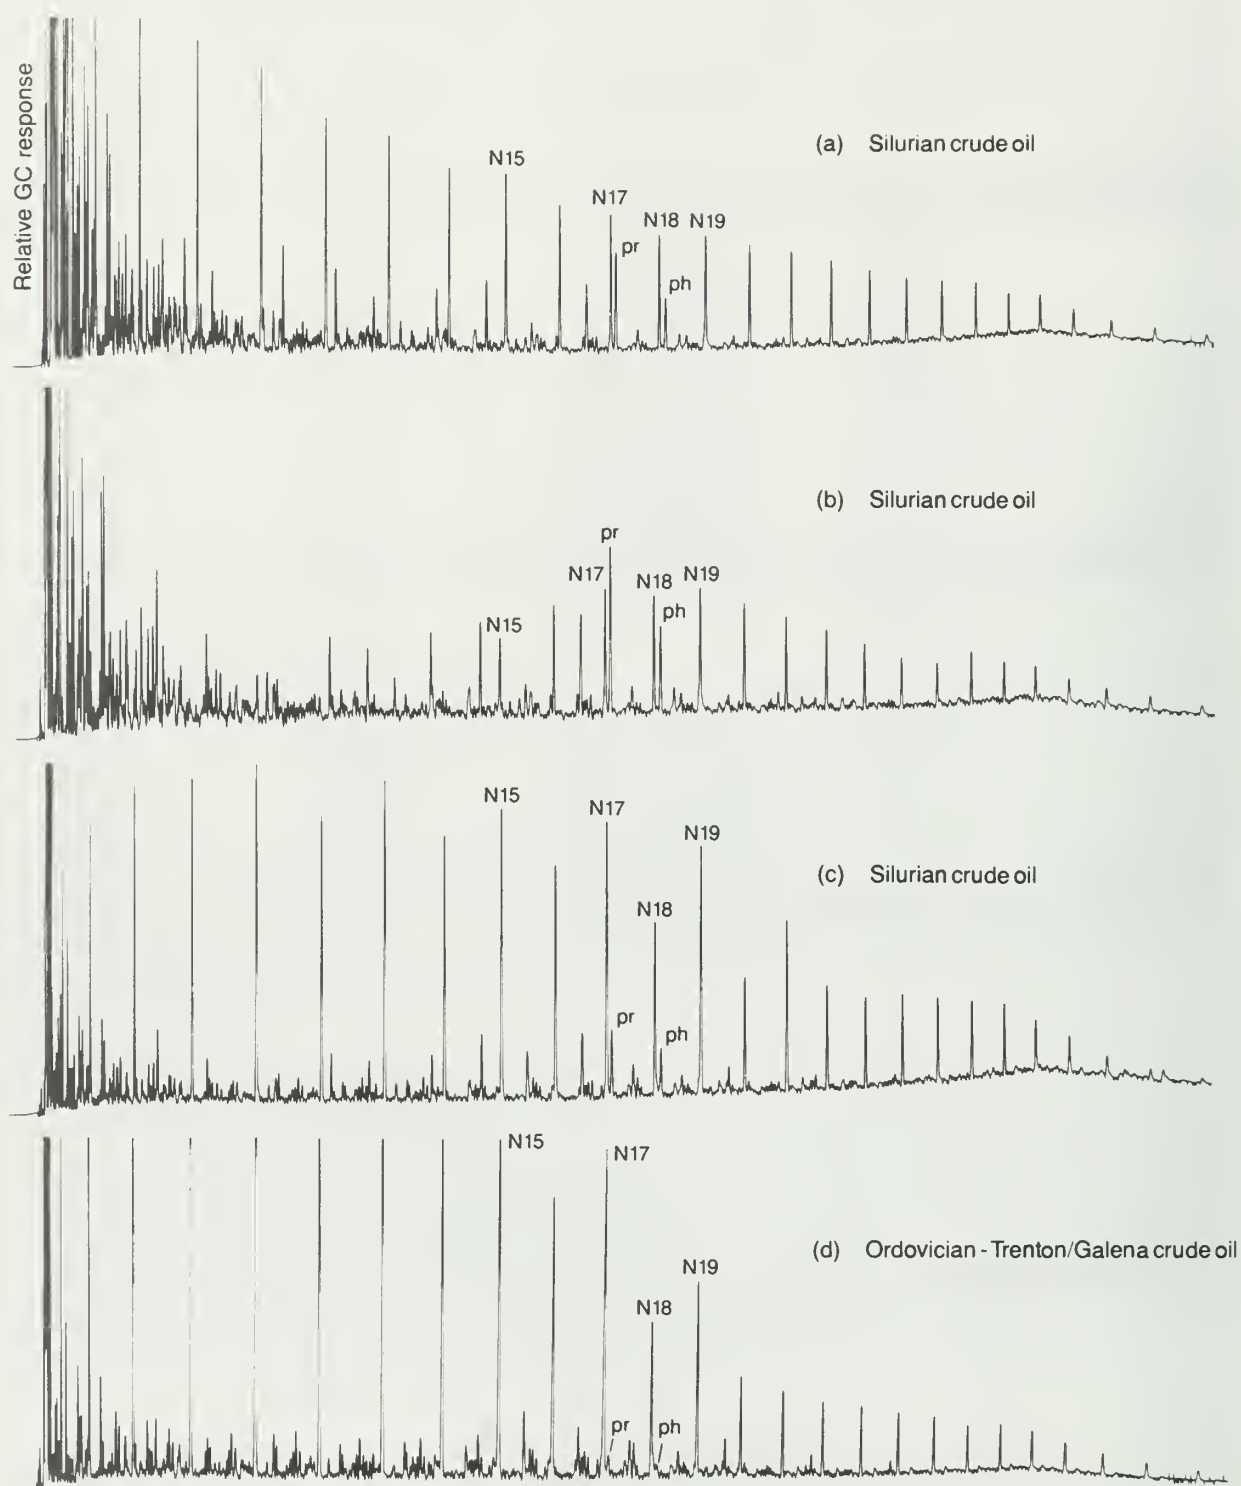 Relative GC response
(a) Silurian crude oil
N15
N17
pr
N18
N19
ph
(b) Silurian crude oil
pr
N17
N18
N19
ph
N15
(c) Silurian crude oil
N15
N17
N19
N18
pr
ph
(d) Ordovician - Trenton/Galena crude oil
N15
N17
N19
N18
pr
ph